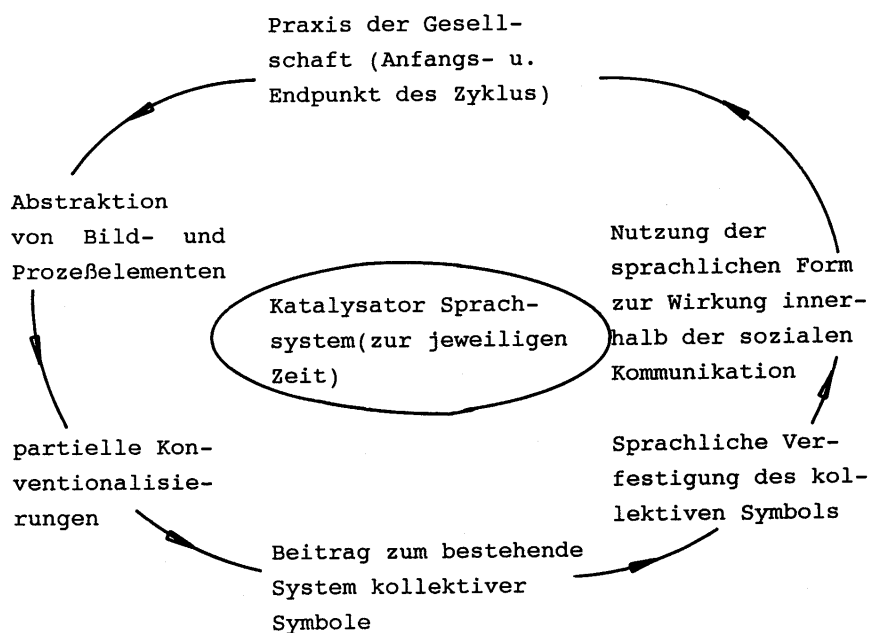 Praxis der Gesell-
schaft (Anfangs- u.
Endpunkt des Zyklus)
Abstraktion
von Bild- und
Prozeßelementen
partielle Kon-
ventionalisie-
rungen
Beitrag zum bestehende
System kollektiver
Symbole
Sprachliche Ver-
festigung des kol-
lektiven Symbols
Nutzung der
sprachlichen Form
zur Wirkung inner-
halb der sozialen
Kommunikation
Katalysator Sprach-
system(zur jeweiligen
Zeit)